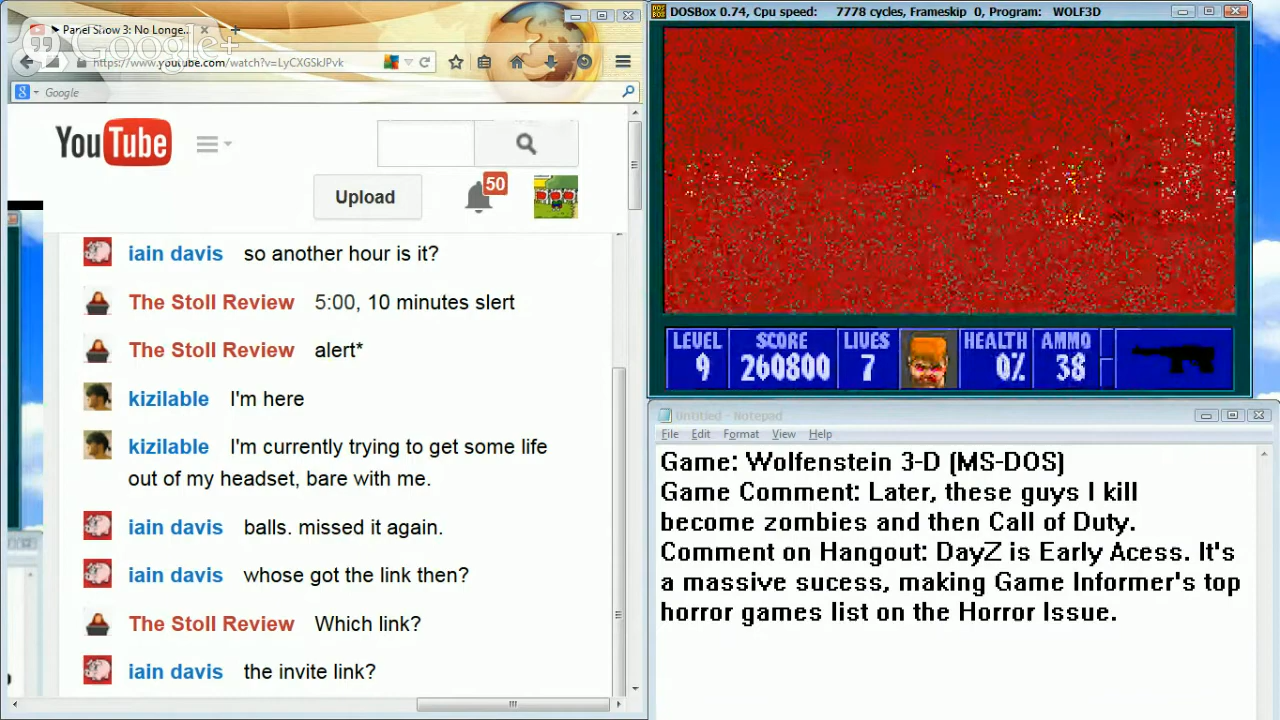 Panel Show 3: No Longe...
Google+
https://www.youtube.com/watch?v=LyCXGSkJPvk
Google
YouTube
Upload
50
iain davis so another hour is it?
The Stoll Review 5:00, 10 minutes slert
The Stoll Review alert*
kizilable I'm here
kizilable I'm currently trying to get some life
out of my headset, bare with me.
iain davis balls. missed it again.
iain davis whose got the link then?
The Stoll Review Which link?
iain davis the invite link?
DOSBox 0.74, Cpu speed: 7778 cycles, Frameskip 0, Program: WOLF3D
LEVEL SCORE LIVES HEALTH AMMO
9 260800 7 0% 38
Untitled - Notepad
File Edit Format View Help
Game: Wolfenstein 3-D (MS-DOS)
Game Comment: Later, these guys I kill
become zombies and then Call of Duty.
Comment on Hangout: DayZ is Early Acess. It's
a massive sucess, making Game Informer's top
horror games list on the Horror Issue.